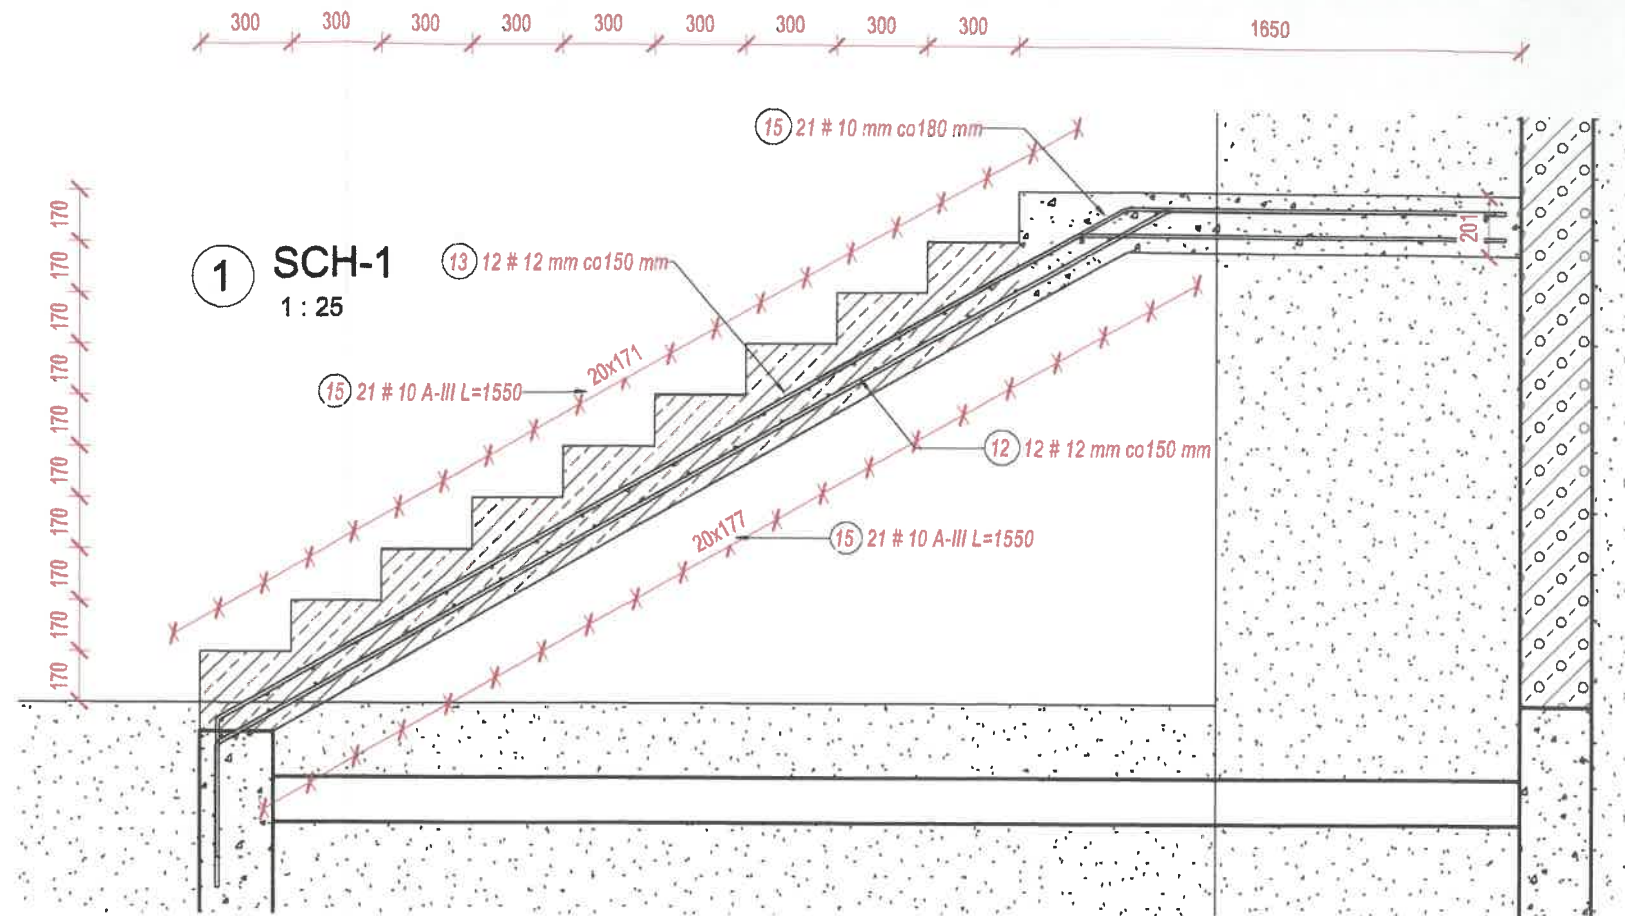 300 300 300 300 300 300 300 300 300 1650
15 21 # 10 mm co180 mm
170
170
170
170
170
170
170
170
170
170
1 SCH-1
1 : 25
13 12 # 12 mm co150 mm
201
20x171
15 21 # 10 A-III L=1550
12 12 # 12 mm co150 mm
20x177
15 21 # 10 A-III L=1550